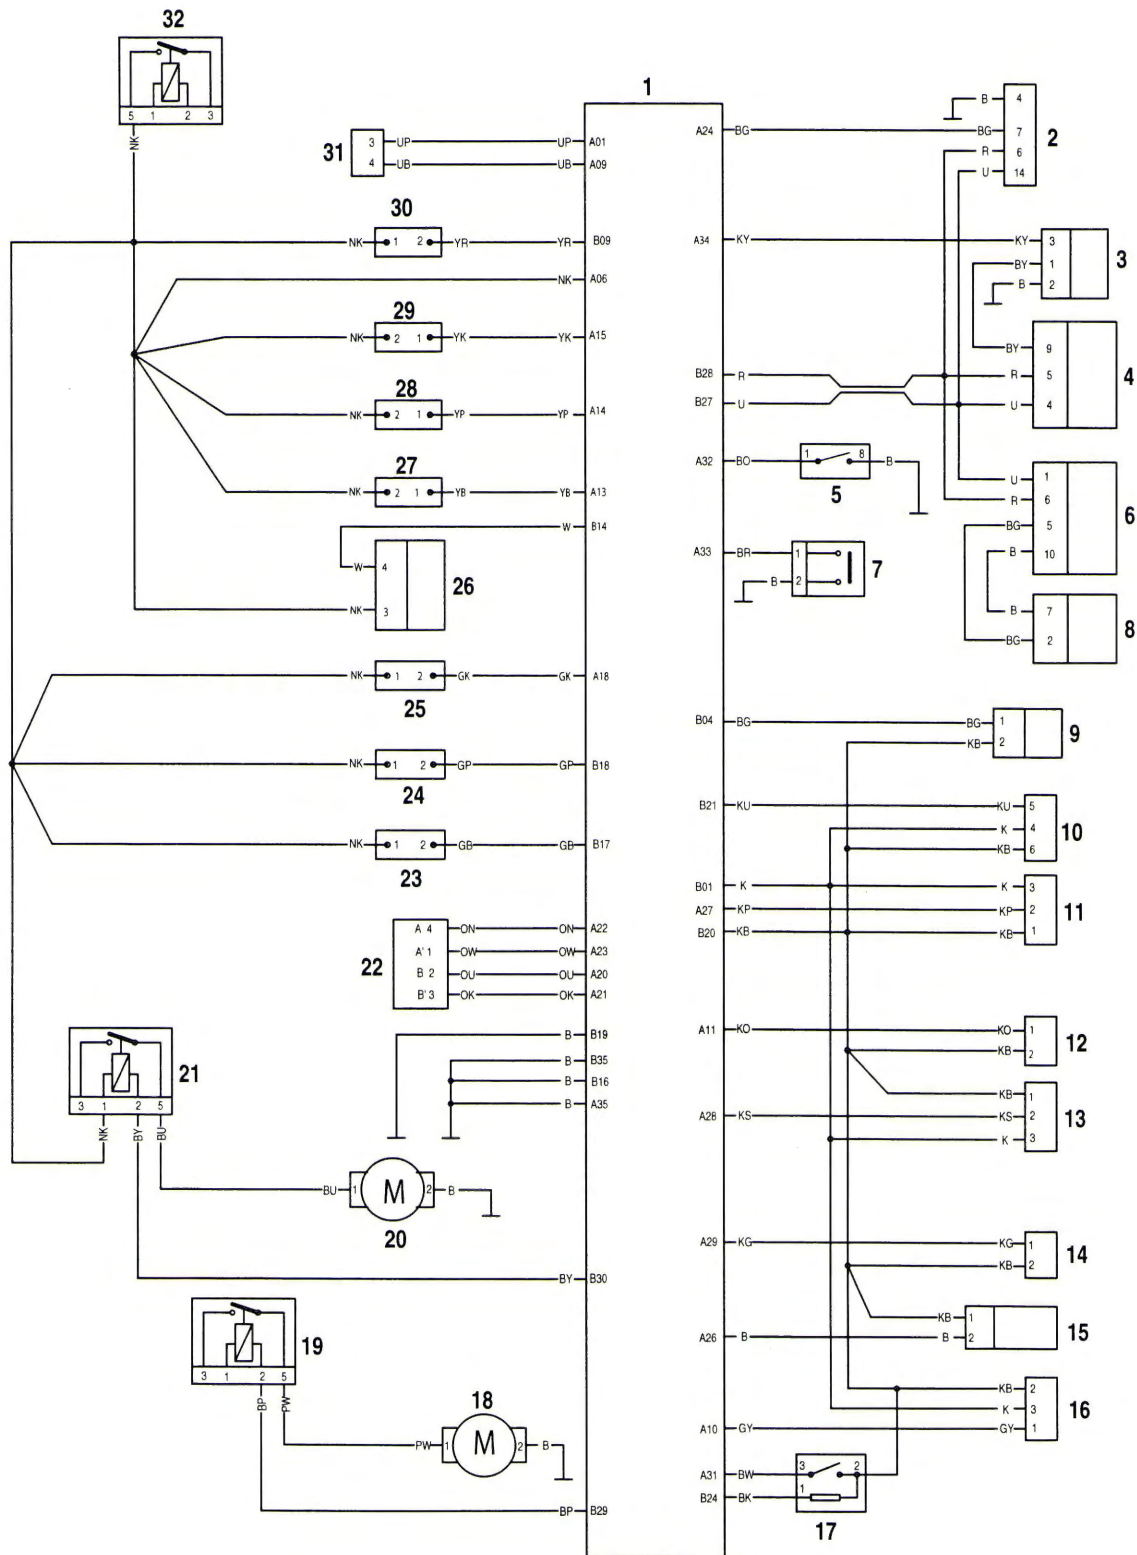 32
5 1 2 3
NK
1
31
3 UP UP A01
4 UB UB A09
A24 BG BG 7
B 4
R 6
U 14
2
30
NK 1 2 YR YR B09
NK A06
A34 KY KY 3
BY 1
B 2
3
29
NK 2 1 YK YK A15
28
NK 2 1 YP YP A14
BY 9
B28 R R 5
B27 U U 4
4
27
NK 2 1 YB YB A13
A32 BO 1 8 B
5
U 1
R 6
BG 5
B 10
6
W B14
W 4
NK 3
26
A33 BR 1
B 2
7
B 7
BG 2
8
NK 1 2 GK GK A18
25
B04 BG BG 1
KB 2
9
NK 1 2 GP GP B18
24
B21 KU KU 5
K 4
KB 6
10
NK 1 2 GB GB B17
23
B01 K K 3
A27 KP KP 2
B20 KB KB 1
11
22
A 4 ON ON A22
A' 1 OW OW A23
B 2 OU OU A20
B' 3 OK OK A21
B B19
B B35
B B16
B A35
A11 KO KO 1
KB 2
12
KB 1
A28 KS KS 2
K 3
13
21
3 1 2 5
NK BY BU
BU 1 M 2 B
20
A29 KG KG 1
KB 2
14
BY B30
KB 1
A26 B B 2
15
19
3 1 2 5
BP PW
KB 2
K 3
A10 GY GY 1
16
18
PW 1 M 2 B
A31 BW 3 2
B24 BK 1
17
BP B29